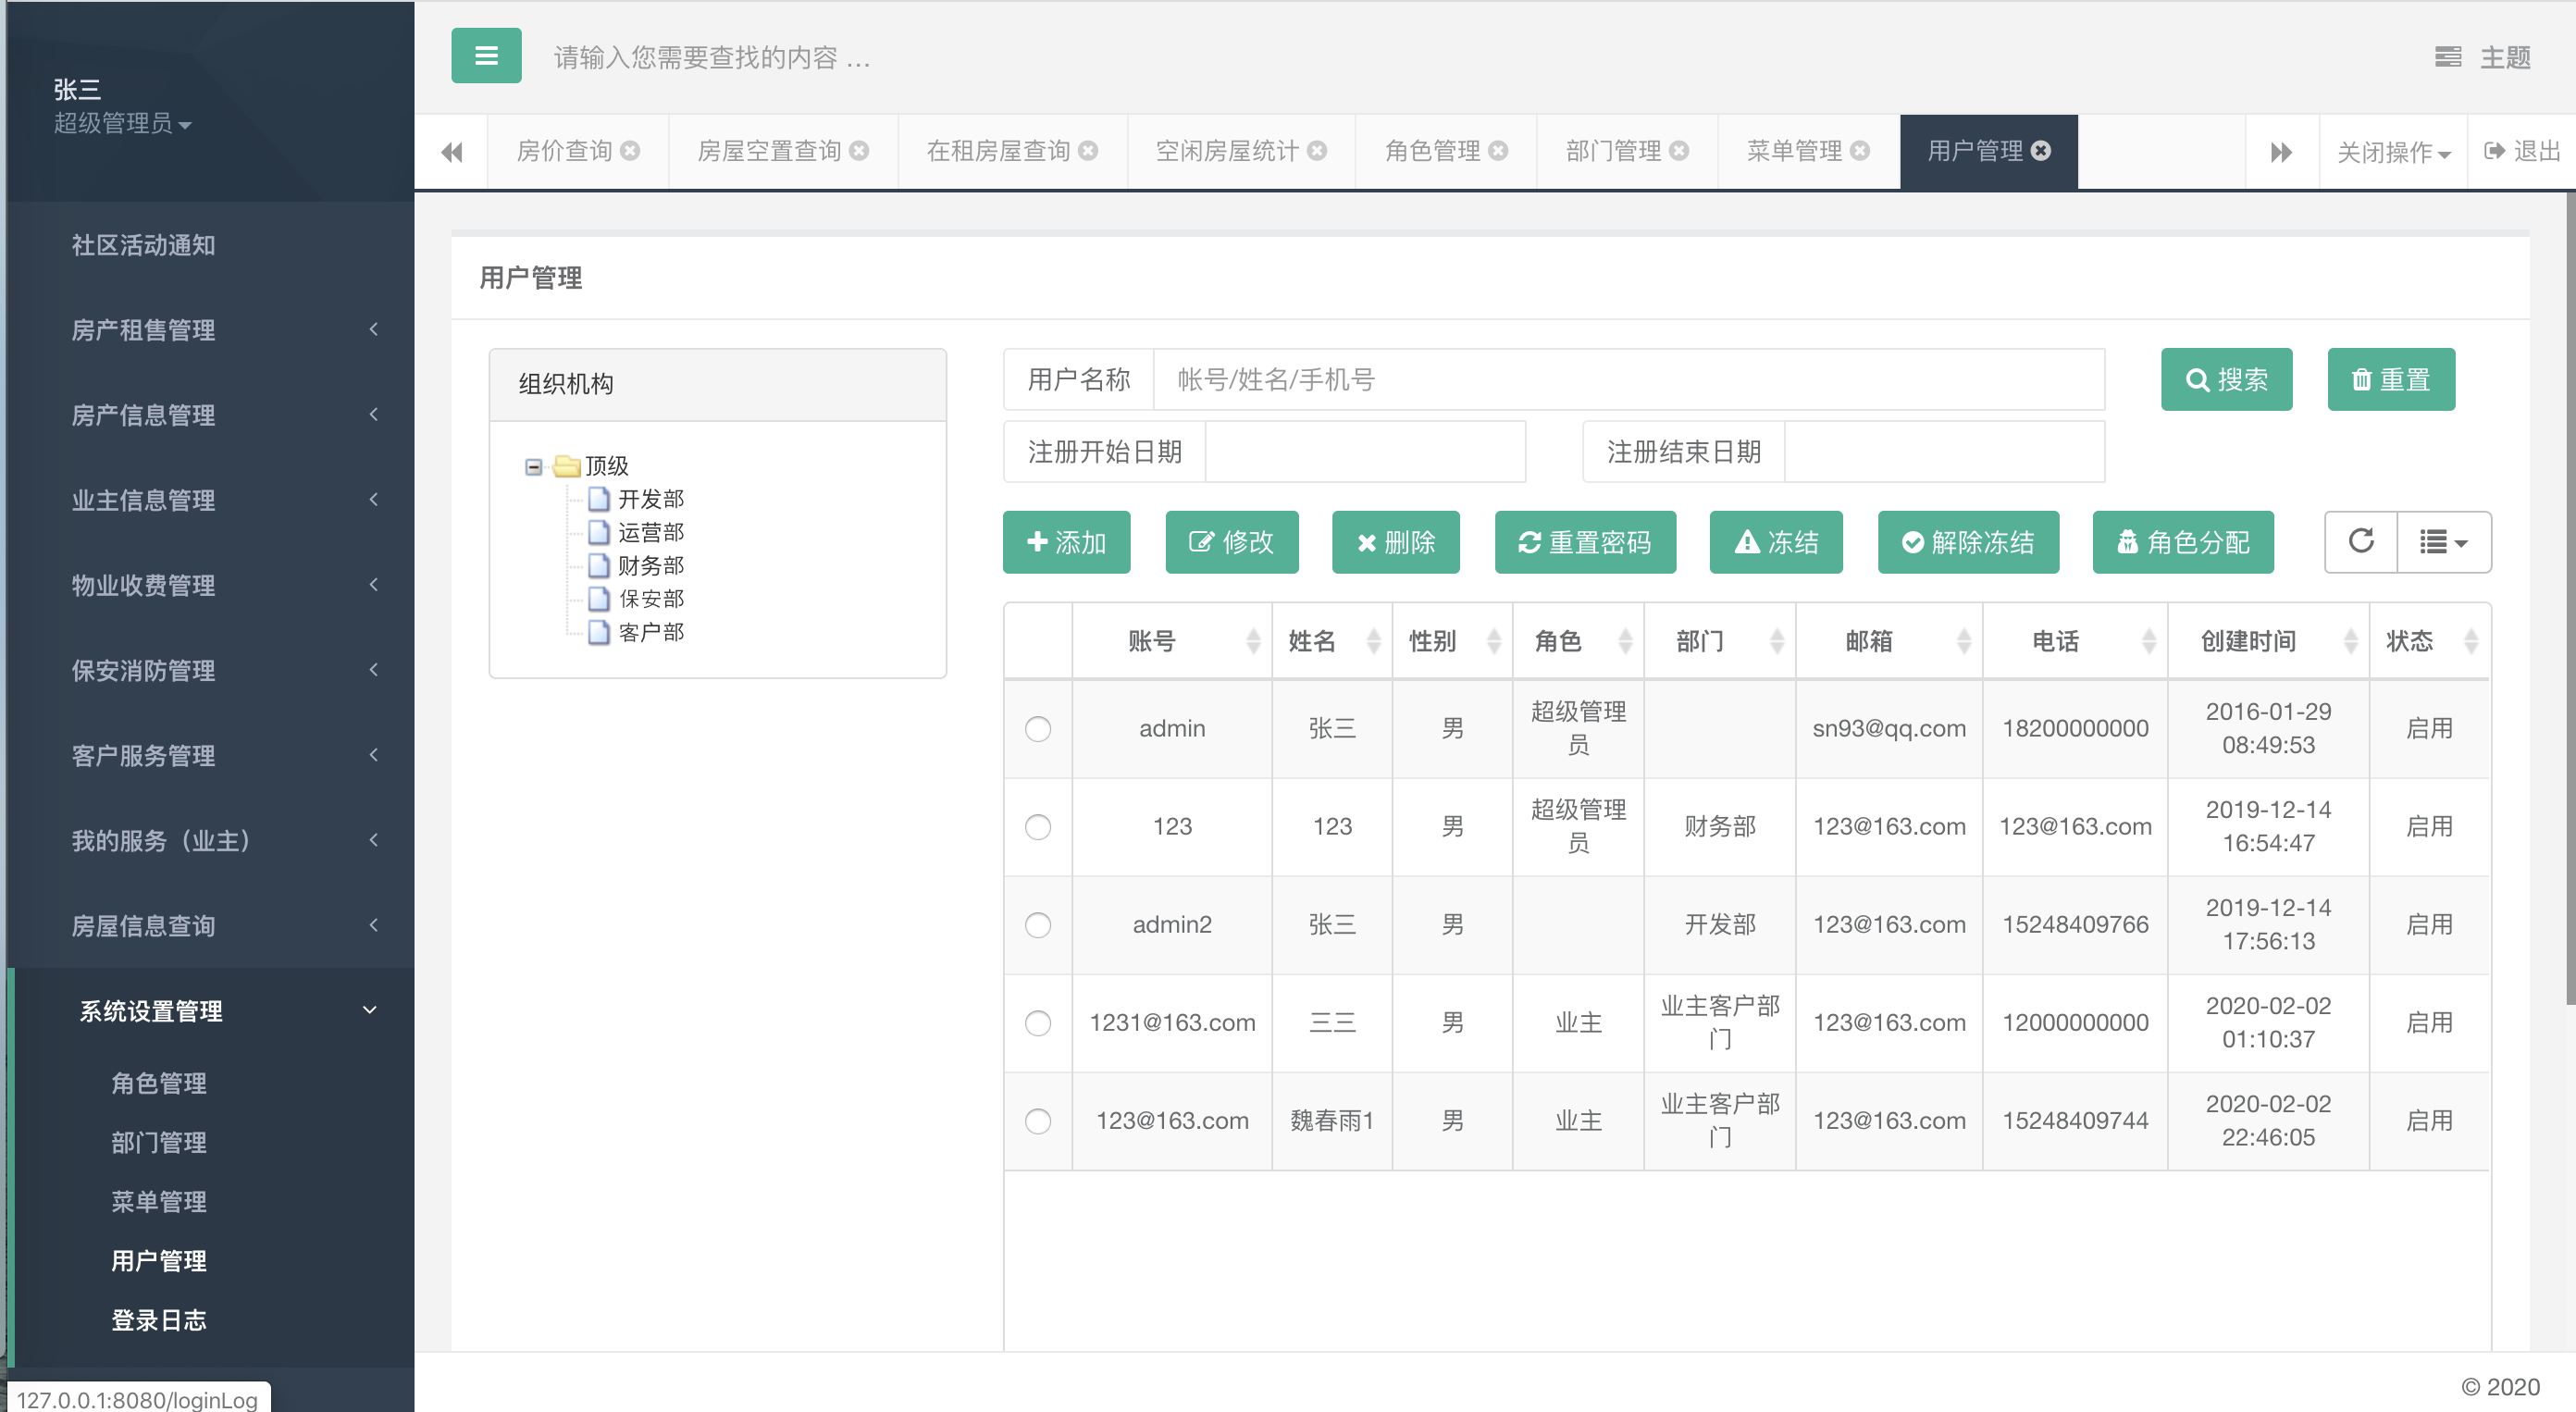 张三
超级管理员
社区活动通知
房产租售管理
房产信息管理
业主信息管理
物业收费管理
保安消防管理
客户服务管理
我的服务（业主）
房屋信息查询
系统设置管理
角色管理
部门管理
菜单管理
用户管理
登录日志
127.0.0.1:8080/loginLog
请输入您需要查找的内容 …
主题
房价查询 房屋空置查询 在租房屋查询 空闲房屋统计 角色管理 部门管理 菜单管理 用户管理 关闭操作 退出
用户管理
组织机构
顶级
开发部
运营部
财务部
保安部
客户部
用户名称 帐号/姓名/手机号 搜索 重置
注册开始日期 注册结束日期
添加 修改 删除 重置密码 冻结 解除冻结 角色分配
账号 姓名 性别 角色 部门 邮箱 电话 创建时间 状态
admin 张三 男 超级管理员 sn93@qq.com 18200000000 2016-01-29 08:49:53 启用
123 123 男 超级管理员 财务部 123@163.com 123@163.com 2019-12-14 16:54:47 启用
admin2 张三 男 开发部 123@163.com 15248409766 2019-12-14 17:56:13 启用
1231@163.com 三三 男 业主 业主客户部门 123@163.com 12000000000 2020-02-02 01:10:37 启用
123@163.com 魏春雨1 男 业主 业主客户部门 123@163.com 15248409744 2020-02-02 22:46:05 启用
© 2020